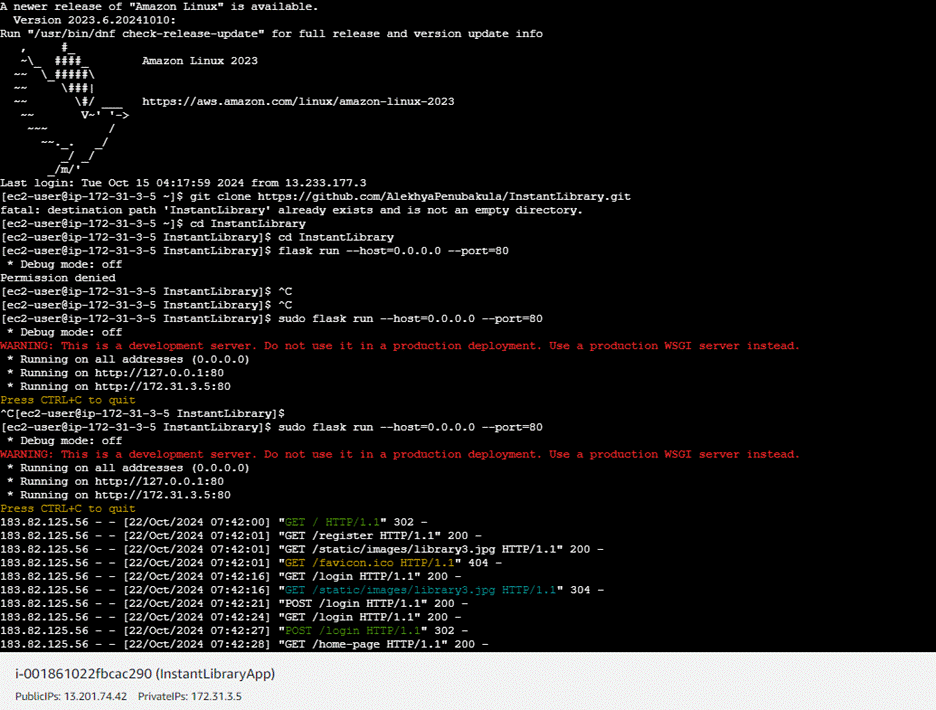 A newer release of "Amazon Linux" is available.
  Version 2023.6.20241010:
Run "/usr/bin/dnf check-release-update" for full release and version update info
   ,     #_
   ~\_  ####_        Amazon Linux 2023
  ~~  \_#####\
  ~~     \###|
  ~~       \#/ ___   https://aws.amazon.com/linux/amazon-linux-2023
   ~~       V~' '->
    ~~~         /
      ~~._.   _/
         _/ _/
       _/m/'
Last login: Tue Oct 15 04:17:59 2024 from 13.233.177.3
[ec2-user@ip-172-31-3-5 ~]$ git clone https://github.com/AlekhyaPenubakula/InstantLibrary.git
fatal: destination path 'InstantLibrary' already exists and is not an empty directory.
[ec2-user@ip-172-31-3-5 ~]$ cd InstantLibrary
[ec2-user@ip-172-31-3-5 InstantLibrary]$ cd InstantLibrary
[ec2-user@ip-172-31-3-5 InstantLibrary]$ flask run --host=0.0.0.0 --port=80
 * Debug mode: off
Permission denied
[ec2-user@ip-172-31-3-5 InstantLibrary]$ ^C
[ec2-user@ip-172-31-3-5 InstantLibrary]$ ^C
[ec2-user@ip-172-31-3-5 InstantLibrary]$ sudo flask run --host=0.0.0.0 --port=80
 * Debug mode: off
WARNING: This is a development server. Do not use it in a production deployment. Use a production WSGI server instead.
 * Running on all addresses (0.0.0.0)
 * Running on http://127.0.0.1:80
 * Running on http://172.31.3.5:80
Press CTRL+C to quit
^C[ec2-user@ip-172-31-3-5 InstantLibrary]$
[ec2-user@ip-172-31-3-5 InstantLibrary]$ sudo flask run --host=0.0.0.0 --port=80
 * Debug mode: off
WARNING: This is a development server. Do not use it in a production deployment. Use a production WSGI server instead.
 * Running on all addresses (0.0.0.0)
 * Running on http://127.0.0.1:80
 * Running on http://172.31.3.5:80
Press CTRL+C to quit
183.82.125.56 - - [22/Oct/2024 07:42:00] "GET / HTTP/1.1" 302 -
183.82.125.56 - - [22/Oct/2024 07:42:01] "GET /register HTTP/1.1" 200 -
183.82.125.56 - - [22/Oct/2024 07:42:01] "GET /static/images/library3.jpg HTTP/1.1" 200 -
183.82.125.56 - - [22/Oct/2024 07:42:01] "GET /favicon.ico HTTP/1.1" 404 -
183.82.125.56 - - [22/Oct/2024 07:42:16] "GET /login HTTP/1.1" 200 -
183.82.125.56 - - [22/Oct/2024 07:42:16] "GET /static/images/library3.jpg HTTP/1.1" 304 -
183.82.125.56 - - [22/Oct/2024 07:42:21] "POST /login HTTP/1.1" 200 -
183.82.125.56 - - [22/Oct/2024 07:42:24] "GET /login HTTP/1.1" 200 -
183.82.125.56 - - [22/Oct/2024 07:42:27] "POST /login HTTP/1.1" 302 -
183.82.125.56 - - [22/Oct/2024 07:42:28] "GET /home-page HTTP/1.1" 200 -
i-001861022fbcac290 (InstantLibraryApp)
PublicIPs: 13.201.74.42    PrivateIPs: 172.31.3.5